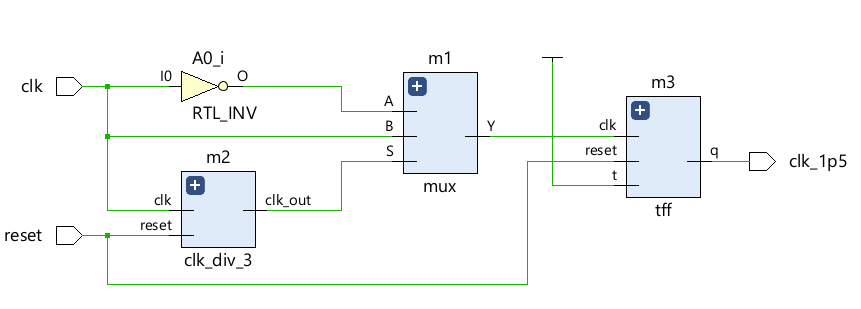 A0_i
clk
I0
O
RTL_INV
m1
+
A
B
S
Y
mux
m2
+
clk
reset
clk_out
clk_div_3
reset
m3
+
clk
reset
t
q
tff
clk_1p5